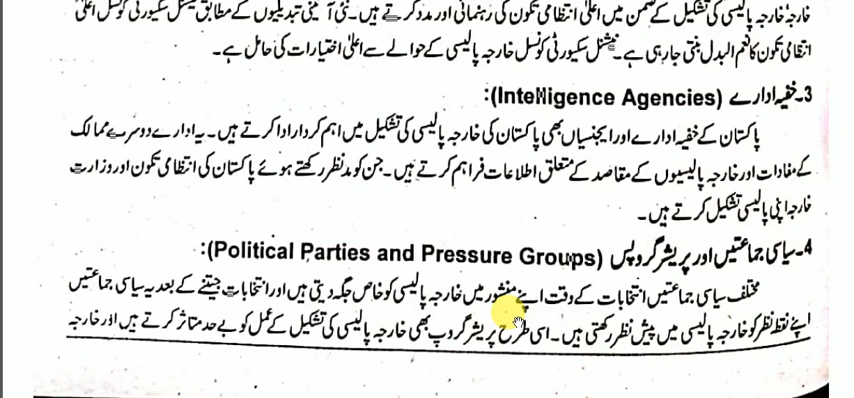 خارجہ خارجہ پالیسی کی تشکیل کے ضمن میں اعلیٰ انتظامی تکون کی رہنمائی اور مدد کرتے ہیں۔ نئی آئینی تبدیلیوں کے مطابق نیشنل سکیورٹی کونسل اعلیٰ
انتظامی تکون کا نعم البدل بنتی جا رہی ہے۔ نیشنل سکیورٹی کونسل خارجہ پالیسی کے حوالے سے اعلیٰ اختیارات کی حامل ہے۔
3۔ خفیہ ادارے (Intelligence Agencies):
پاکستان کے خفیہ ادارے اور ایجنسیاں بھی پاکستان کی خارجہ پالیسی کی تشکیل میں اہم کردار ادا کرتے ہیں۔ یہ ادارے دوسرے ممالک
کے مفادات اور خارجہ پالیسیوں کے مقاصد کے متعلق اطلاعات فراہم کرتے ہیں۔ جن کو مدنظر رکھتے ہوئے پاکستان کی انتظامی تکون اور وزارت
خارجہ اپنی پالیسی تشکیل کرتے ہیں۔
4۔ سیاسی جماعتیں اور پریشر گروپس (Political Parties and Pressure Groups):
مختلف سیاسی جماعتیں انتخابات کے وقت اپنے منشور میں خارجہ پالیسی کو خاص جگہ دیتی ہیں اور انتخابات جیتنے کے بعد یہ سیاسی جماعتیں
اپنے نقطہ نظر کو خارجہ پالیسی میں پیش نظر رکھتی ہیں۔ اسی طرح پریشر گروپ بھی خارجہ پالیسی کی تشکیل کے عمل کو بے حد متاثر کرتے ہیں اور خارجہ